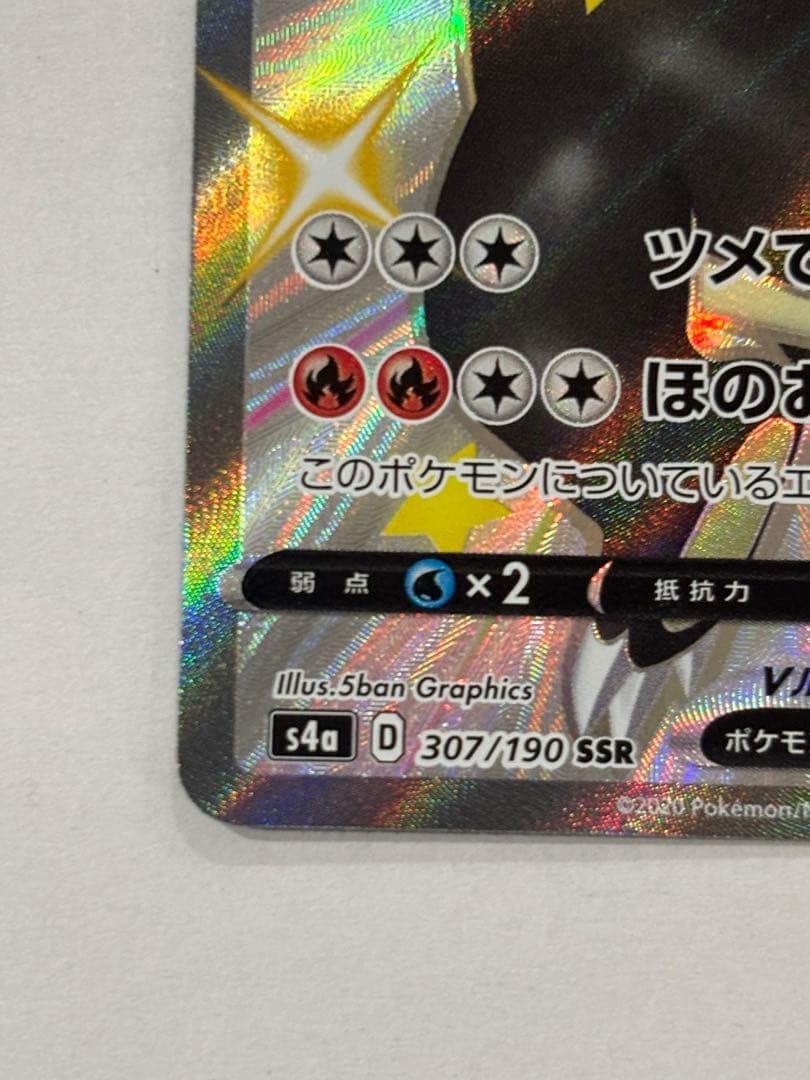 ツメで
ほのお
このポケモンについているエ
弱点 ×2 抵抗力
Illus.5ban Graphics
s4a D 307/190 SSR
ポケモ
©2020 Pokémon/N